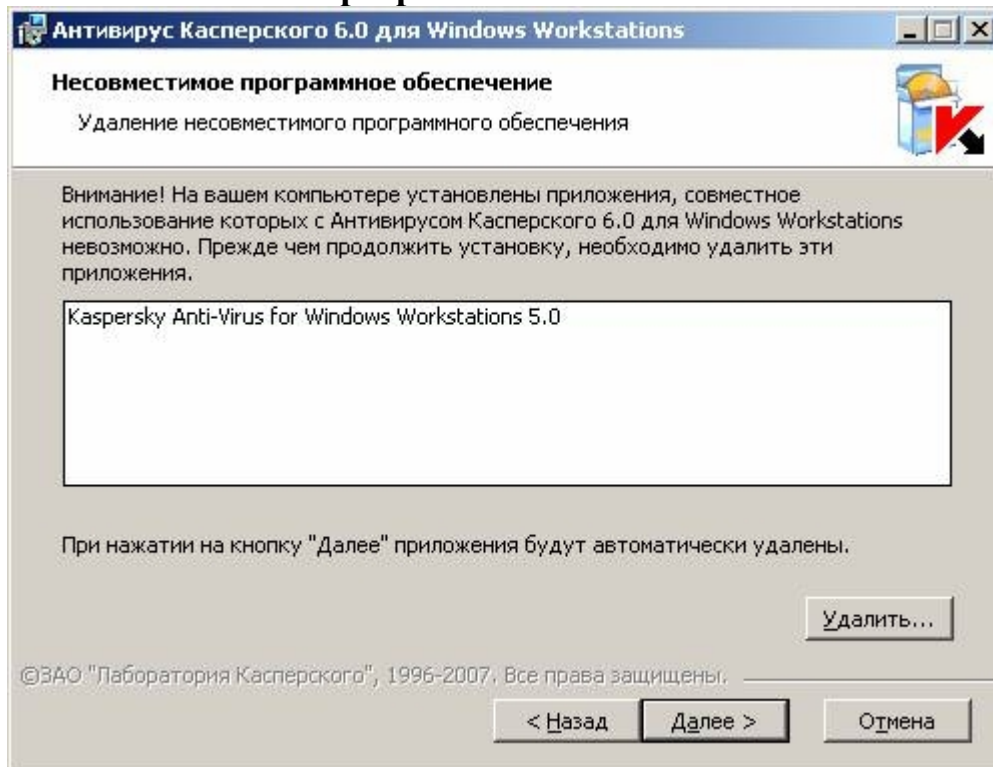 Антивирус Касперского 6.0 для Windows Workstations
Несовместимое программное обеспечение
Удаление несовместимого программного обеспечения
Внимание! На вашем компьютере установлены приложения, совместное
использование которых с Антивирусом Касперского 6.0 для Windows Workstations
невозможно. Прежде чем продолжить установку, необходимо удалить эти
приложения.
Kaspersky Anti-Virus for Windows Workstations 5.0
При нажатии на кнопку "Далее" приложения будут автоматически удалены.
Удалить...
©ЗАО "Лаборатория Касперского", 1996-2007. Все права защищены.
< Назад Далее > Отмена